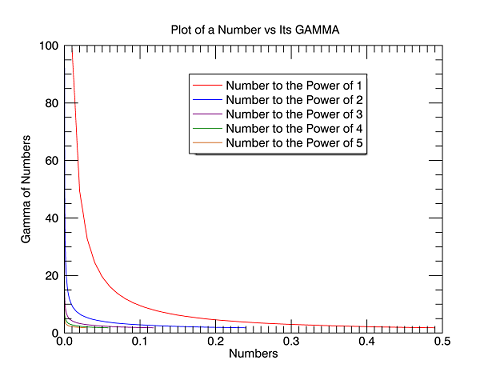 Plot of a Number vs Its GAMMA
100
80
60
40
20
0
Gamma of Numbers
Number to the Power of 1
Number to the Power of 2
Number to the Power of 3
Number to the Power of 4
Number to the Power of 5
0.0 0.1 0.2 0.3 0.4 0.5
Numbers